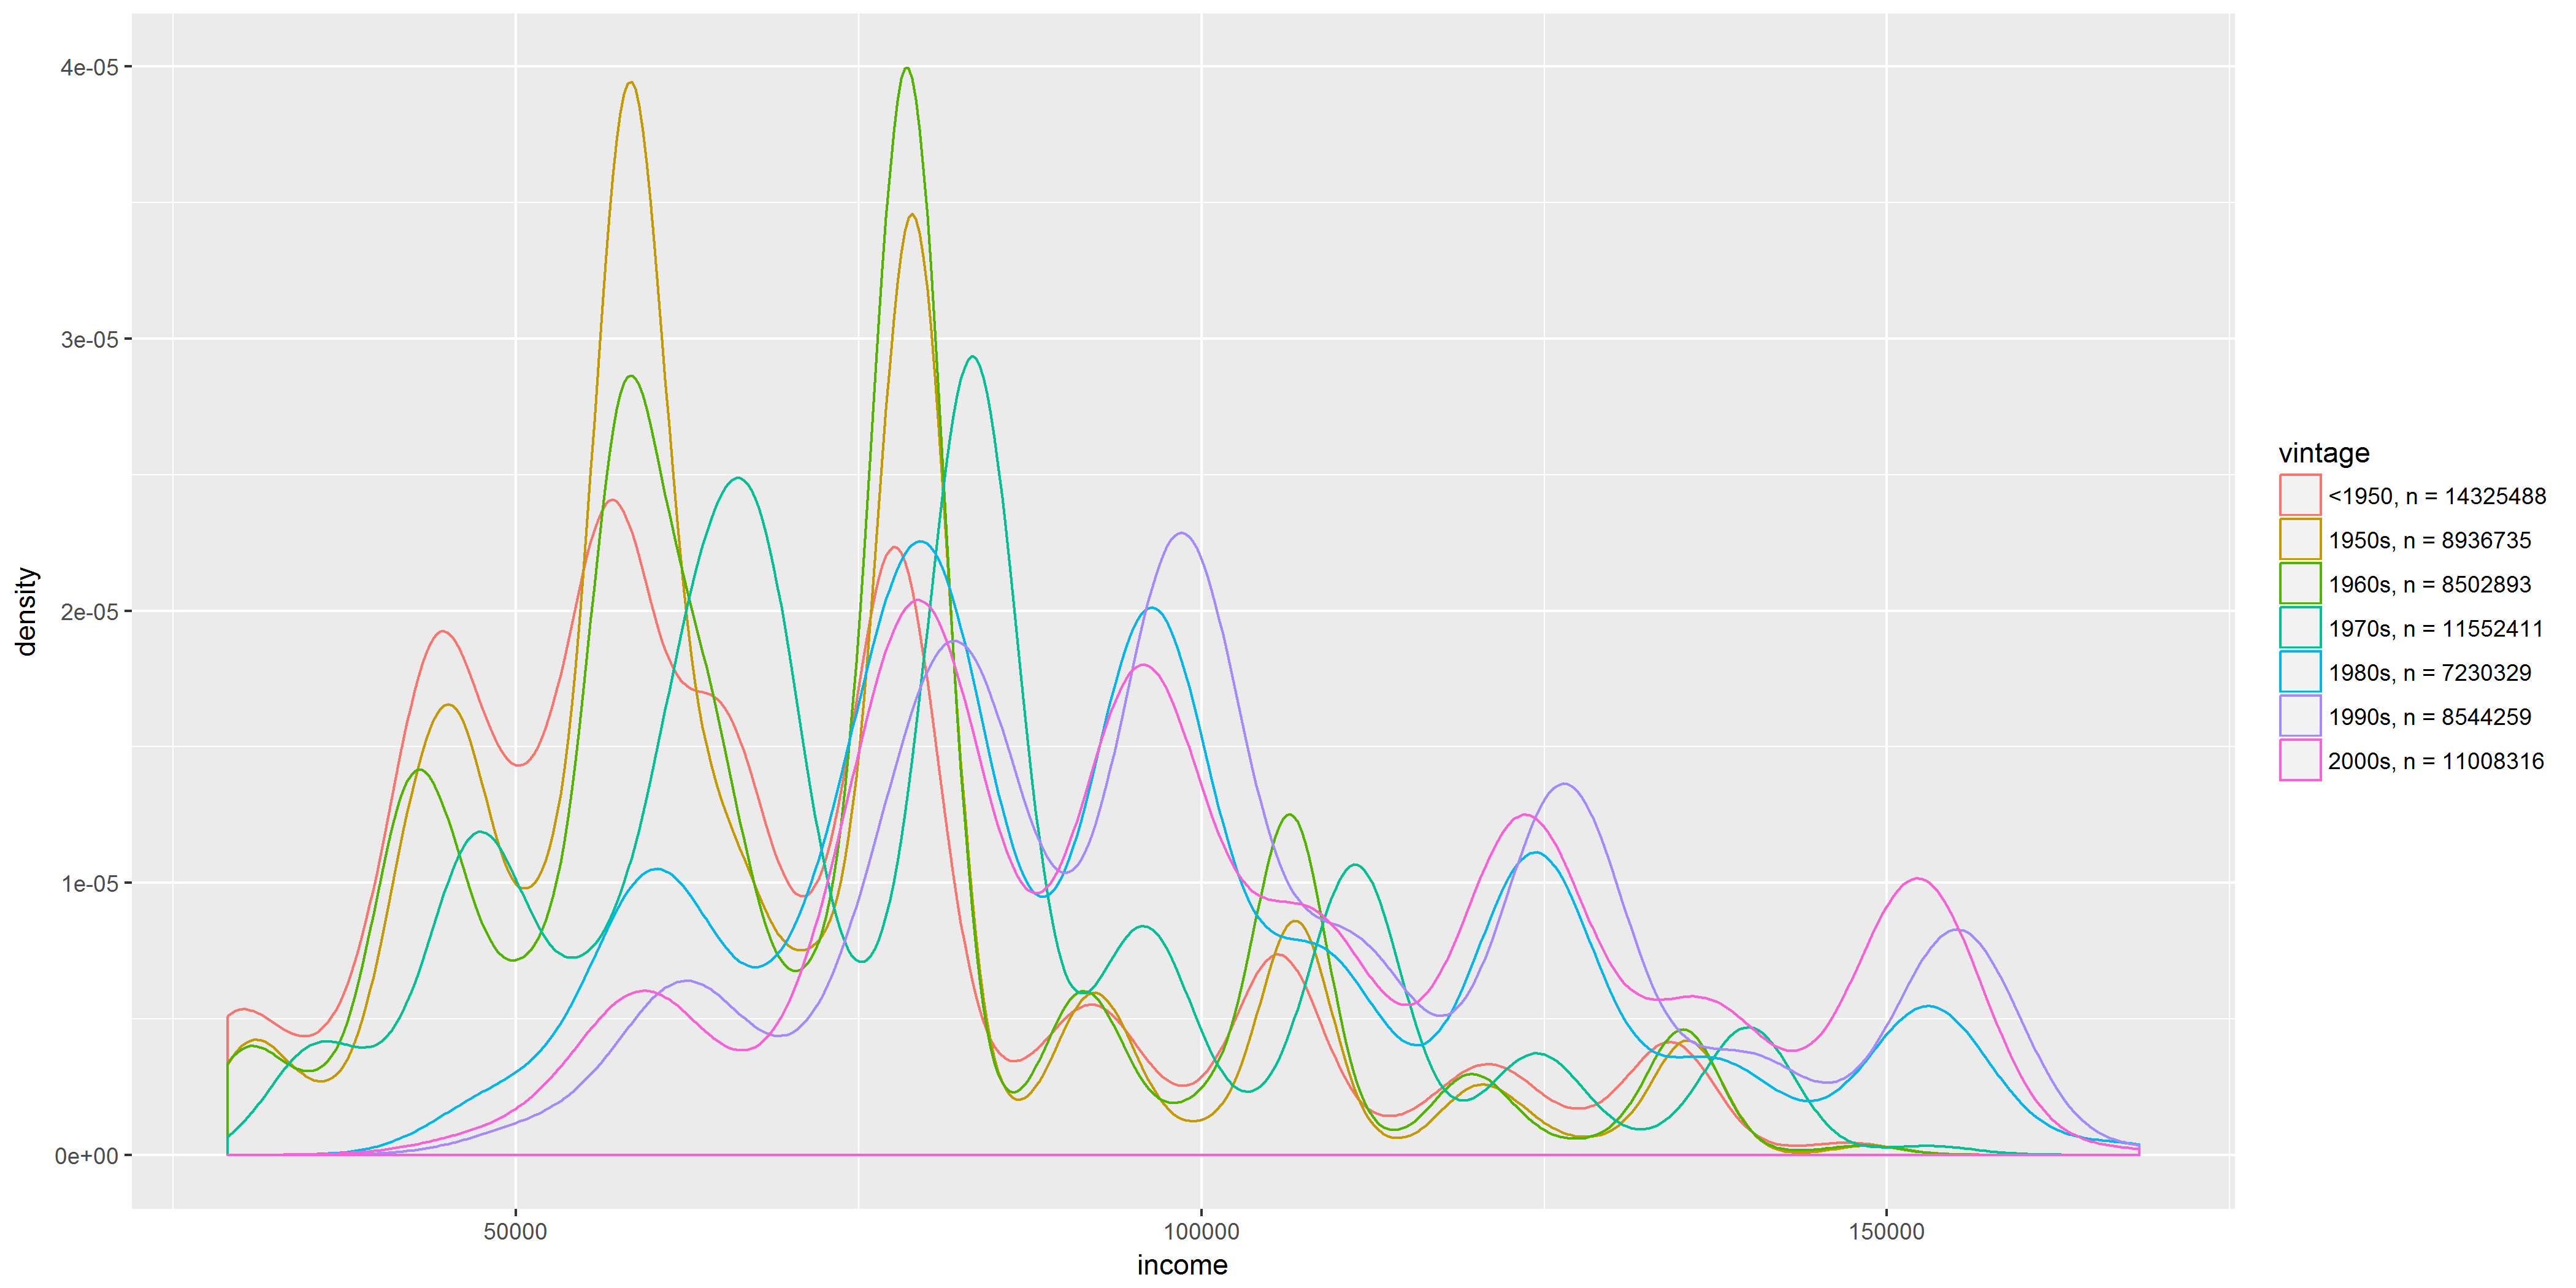 4e-05
3e-05
2e-05
1e-05
0e+00
density
50000
100000
150000
income
vintage
<1950, n = 14325488
1950s, n = 8936735
1960s, n = 8502893
1970s, n = 11552411
1980s, n = 7230329
1990s, n = 8544259
2000s, n = 11008316